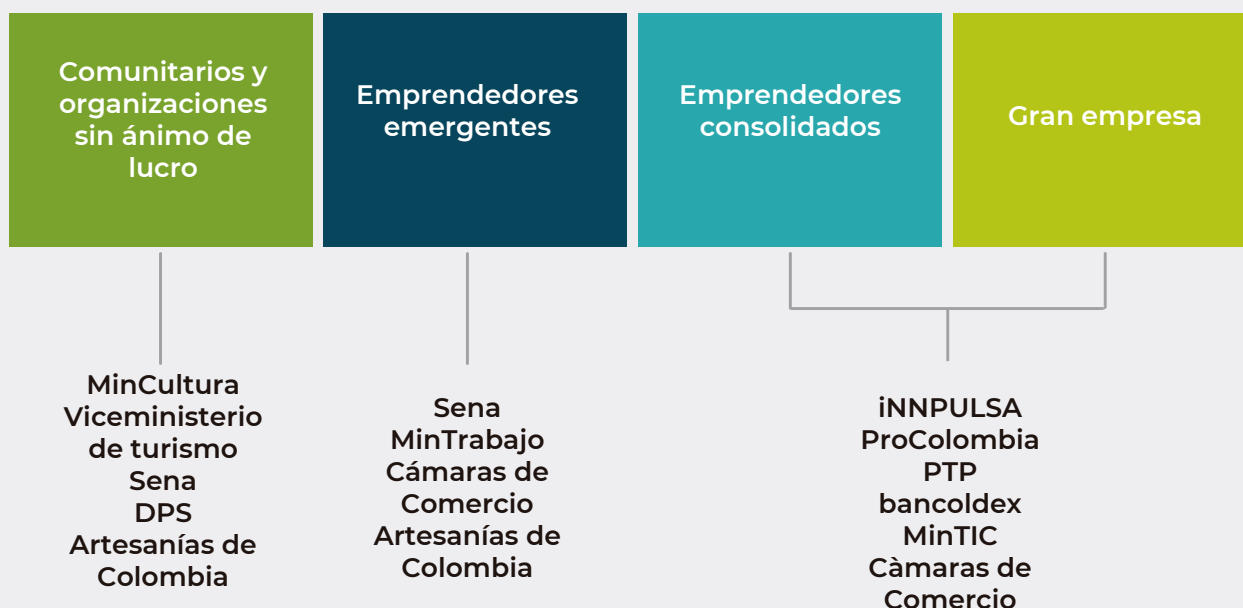 Comunitarios y
organizaciones
sin ánimo de
lucro
Emprendedores
emergentes
Emprendedores
consolidados
Gran empresa
MinCultura
Viceministerio
de turismo
Sena
DPS
Artesanías de
Colombia
Sena
MinTrabajo
Cámaras de
Comercio
Artesanías de
Colombia
iNNPULSA
ProColombia
PTP
bancoldex
MinTIC
Càmaras de
Comercio